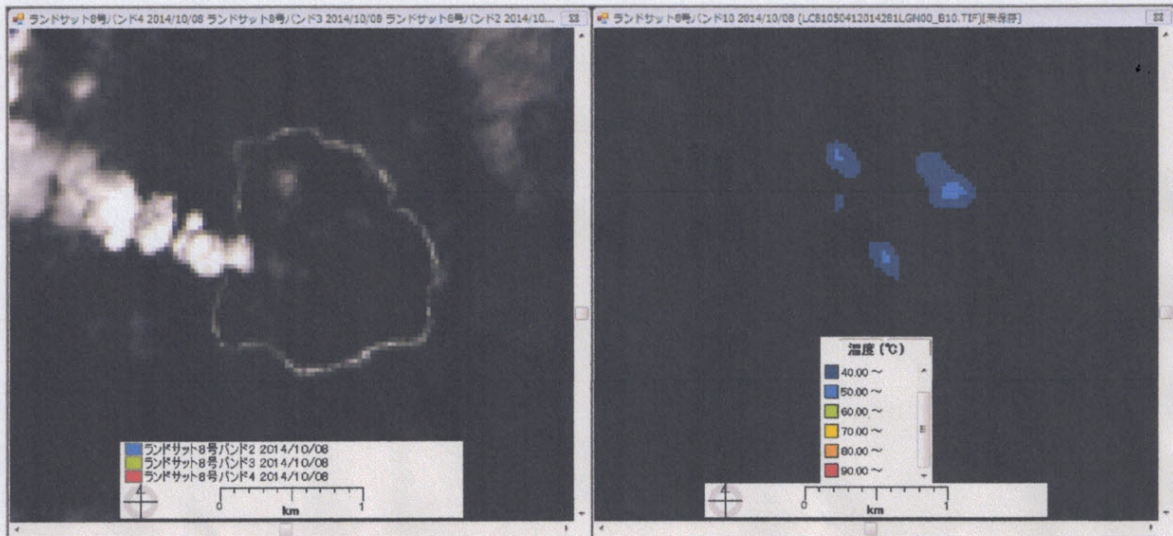 ランドサット8号バンド4 2014/10/08 ランドサット8号バンド3 2014/10/08 ランドサット8号バンド2 2014/10...
ランドサット8号バンド2 2014/10/08
ランドサット8号バンド3 2014/10/08
ランドサット8号バンド4 2014/10/08
0 1
km
ランドサット8号バンド10 2014/10/08 [LC81050412014281LGN00_B10.TIF][未保存]
温度 (℃)
40.00 ~
50.00 ~
60.00 ~
70.00 ~
80.00 ~
90.00 ~
0 1
km